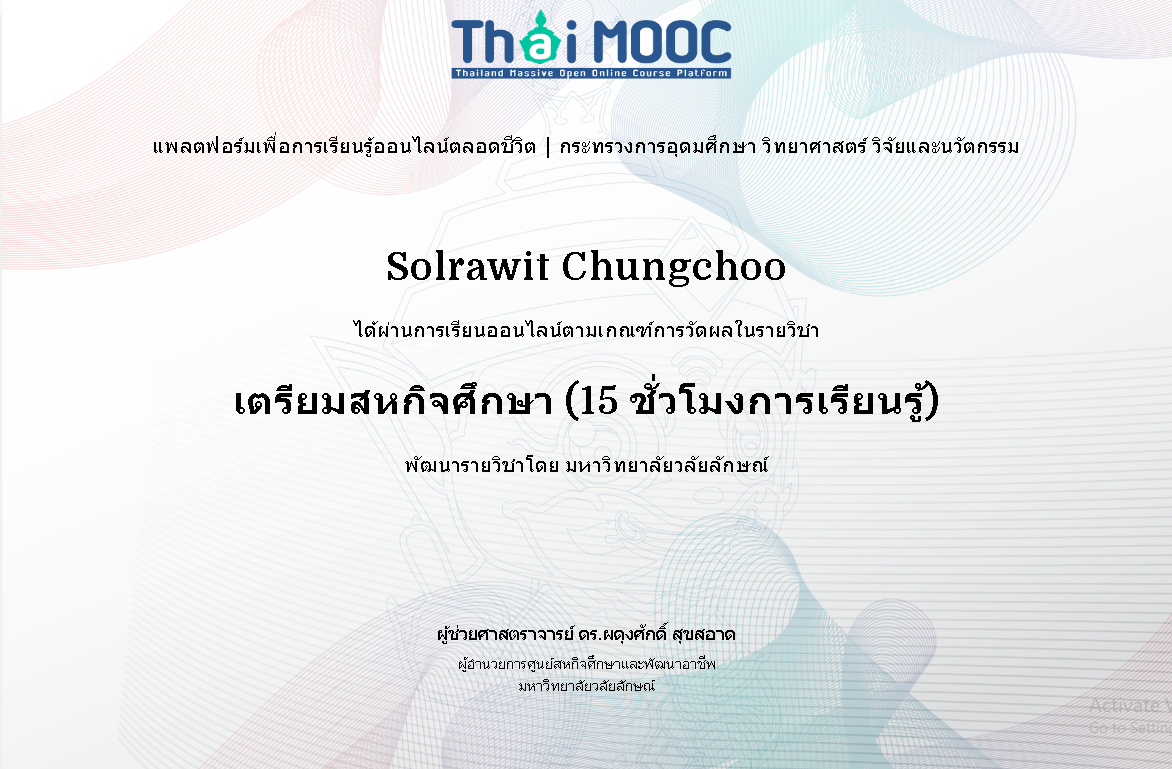 Thai MOOC
Thailand Massive Open Online Course Platform
แพลตฟอร์มเพื่อการเรียนรู้ออนไลน์ตลอดชีวิต | กระทรวงการอุดมศึกษา วิทยาศาสตร์ วิจัยและนวัตกรรม
Solrawit Chungchoo
ได้ผ่านการเรียนออนไลน์ตามเกณฑ์การวัดผลในรายวิชา
เตรียมสหกิจศึกษา (15 ชั่วโมงการเรียนรู้)
พัฒนารายวิชาโดย มหาวิทยาลัยวลัยลักษณ์
ผู้ช่วยศาสตราจารย์ ดร.ผดุงศักดิ์ สุขสอาด
ผู้อำนวยการศูนย์สหกิจศึกษาและพัฒนาอาชีพ
มหาวิทยาลัยวลัยลักษณ์
Activate
Go to Setting